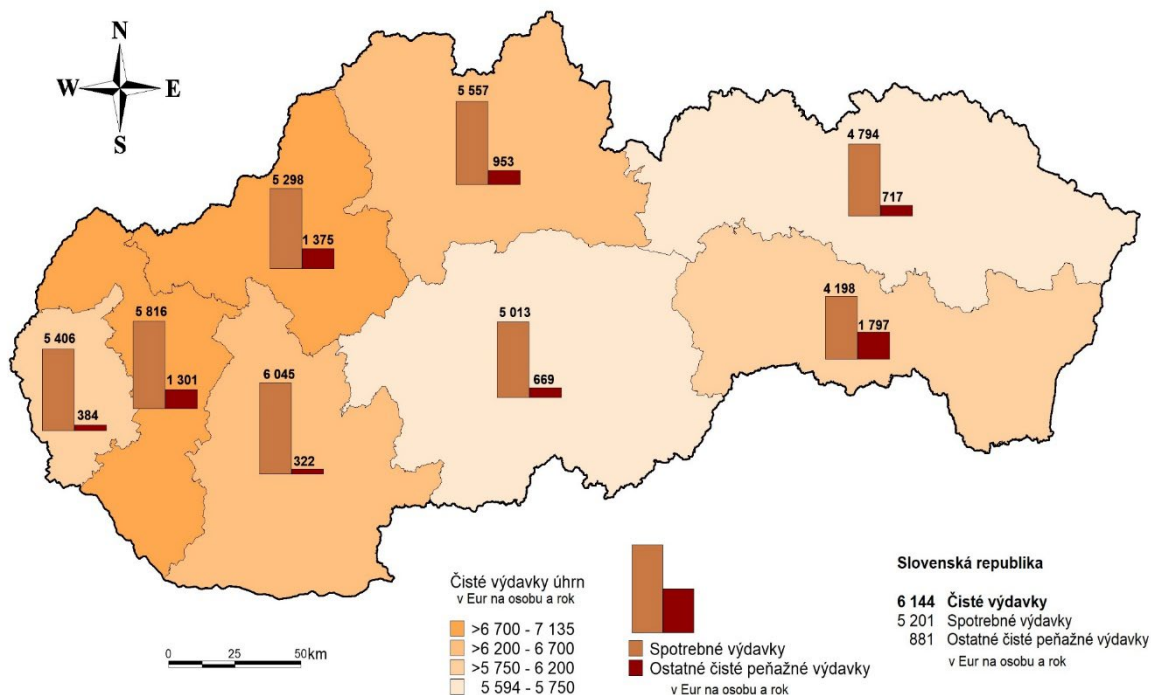 N
W E
S
5 557
953
4 794
717
5 298
1 375
5 816
1 301
5 406
384
6 045
322
5 013
669
4 198
1 797
Čisté výdavky úhrn
v Eur na osobu a rok
>6 700 - 7 135
>6 200 - 6 700
>5 750 - 6 200
5 594 - 5 750
Spotrebné výdavky
Ostatné čisté peňažné výdavky
v Eur na osobu a rok
Slovenská republika
6 144 Čisté výdavky
5 201 Spotrebné výdavky
881 Ostatné čisté peňažné výdavky
v Eur na osobu a rok
0 25 50 km